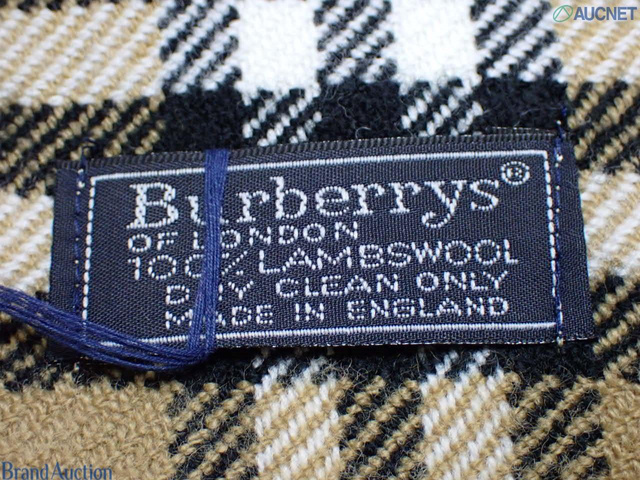 AUCNET
Burberrys®
OF LONDON
100% LAMBSWOOL
DRY CLEAN ONLY
MADE IN ENGLAND
BrandAuction